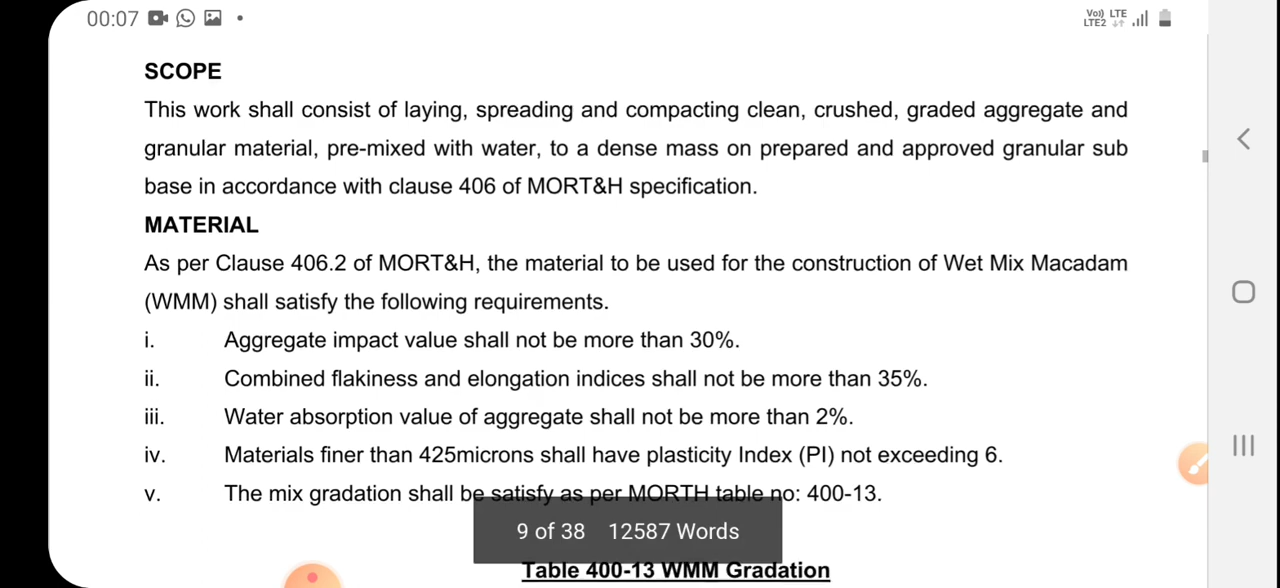 00:07
Vo)) LTE
LTE2
SCOPE
This work shall consist of laying, spreading and compacting clean, crushed, graded aggregate and
granular material, pre-mixed with water, to a dense mass on prepared and approved granular sub
base in accordance with clause 406 of MORT&H specification.
MATERIAL
As per Clause 406.2 of MORT&H, the material to be used for the construction of Wet Mix Macadam
(WMM) shall satisfy the following requirements.
i. Aggregate impact value shall not be more than 30%.
ii. Combined flakiness and elongation indices shall not be more than 35%.
iii. Water absorption value of aggregate shall not be more than 2%.
iv. Materials finer than 425microns shall have plasticity Index (PI) not exceeding 6.
v. The mix gradation shall be satisfy as per MORTH table no: 400-13.
9 of 38 12587 Words
Table 400-13 WMM Gradation